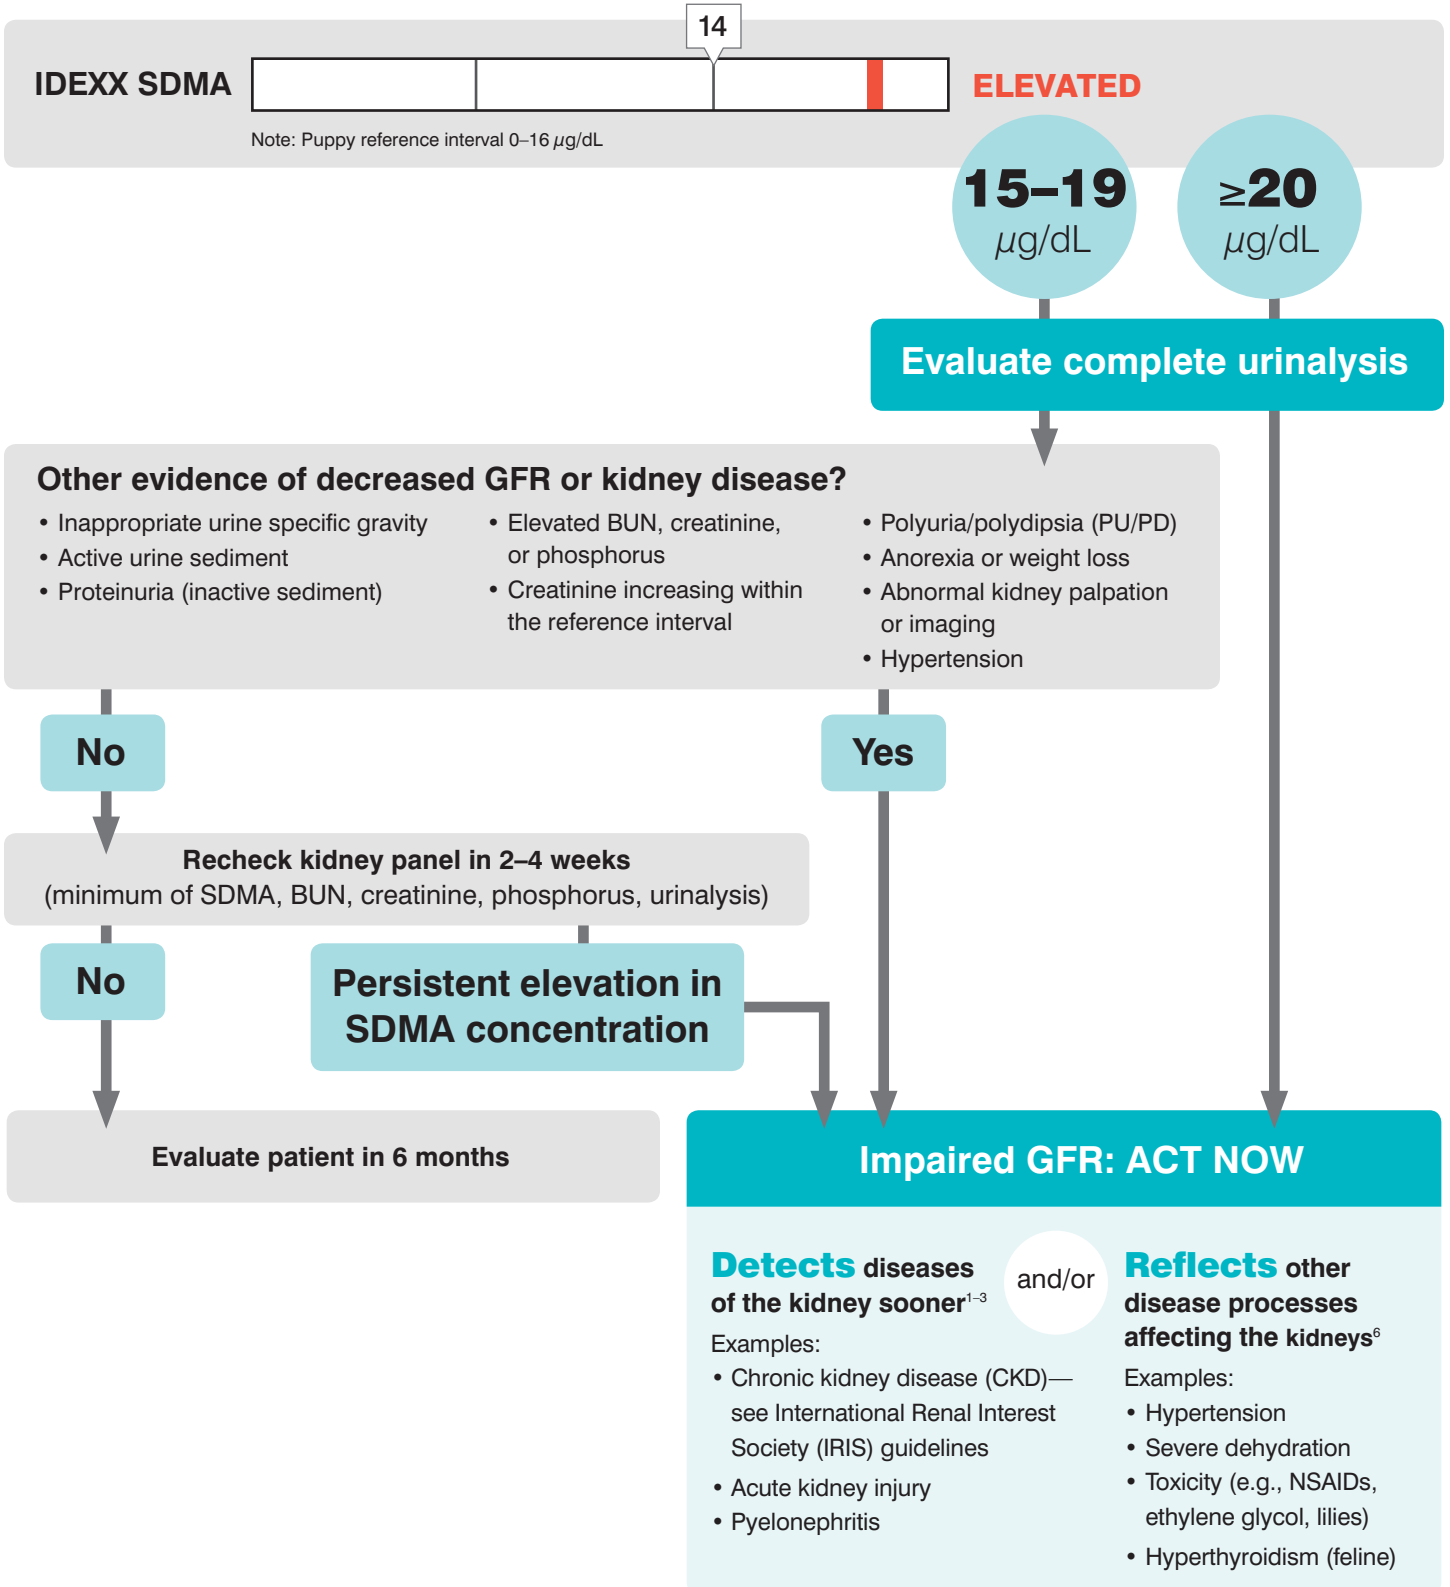 14
IDEXX SDMA
ELEVATED
Note: Puppy reference interval 0–16 µg/dL
15–19
µg/dL
≥20
µg/dL
Evaluate complete urinalysis
Other evidence of decreased GFR or kidney disease?
• Inappropriate urine specific gravity
• Active urine sediment
• Proteinuria (inactive sediment)
• Elevated BUN, creatinine,
or phosphorus
• Creatinine increasing within
the reference interval
• Polyuria/polydipsia (PU/PD)
• Anorexia or weight loss
• Abnormal kidney palpation
or imaging
• Hypertension
No
Yes
Recheck kidney panel in 2–4 weeks
(minimum of SDMA, BUN, creatinine, phosphorus, urinalysis)
No
Persistent elevation in
SDMA concentration
Evaluate patient in 6 months
Impaired GFR: ACT NOW
Detects diseases
of the kidney sooner1–3
Examples:
• Chronic kidney disease (CKD)—
see International Renal Interest
Society (IRIS) guidelines
• Acute kidney injury
• Pyelonephritis
and/or
Reflects other
disease processes
affecting the kidneys6
Examples:
• Hypertension
• Severe dehydration
• Toxicity (e.g., NSAIDs,
ethylene glycol, lilies)
• Hyperthyroidism (feline)